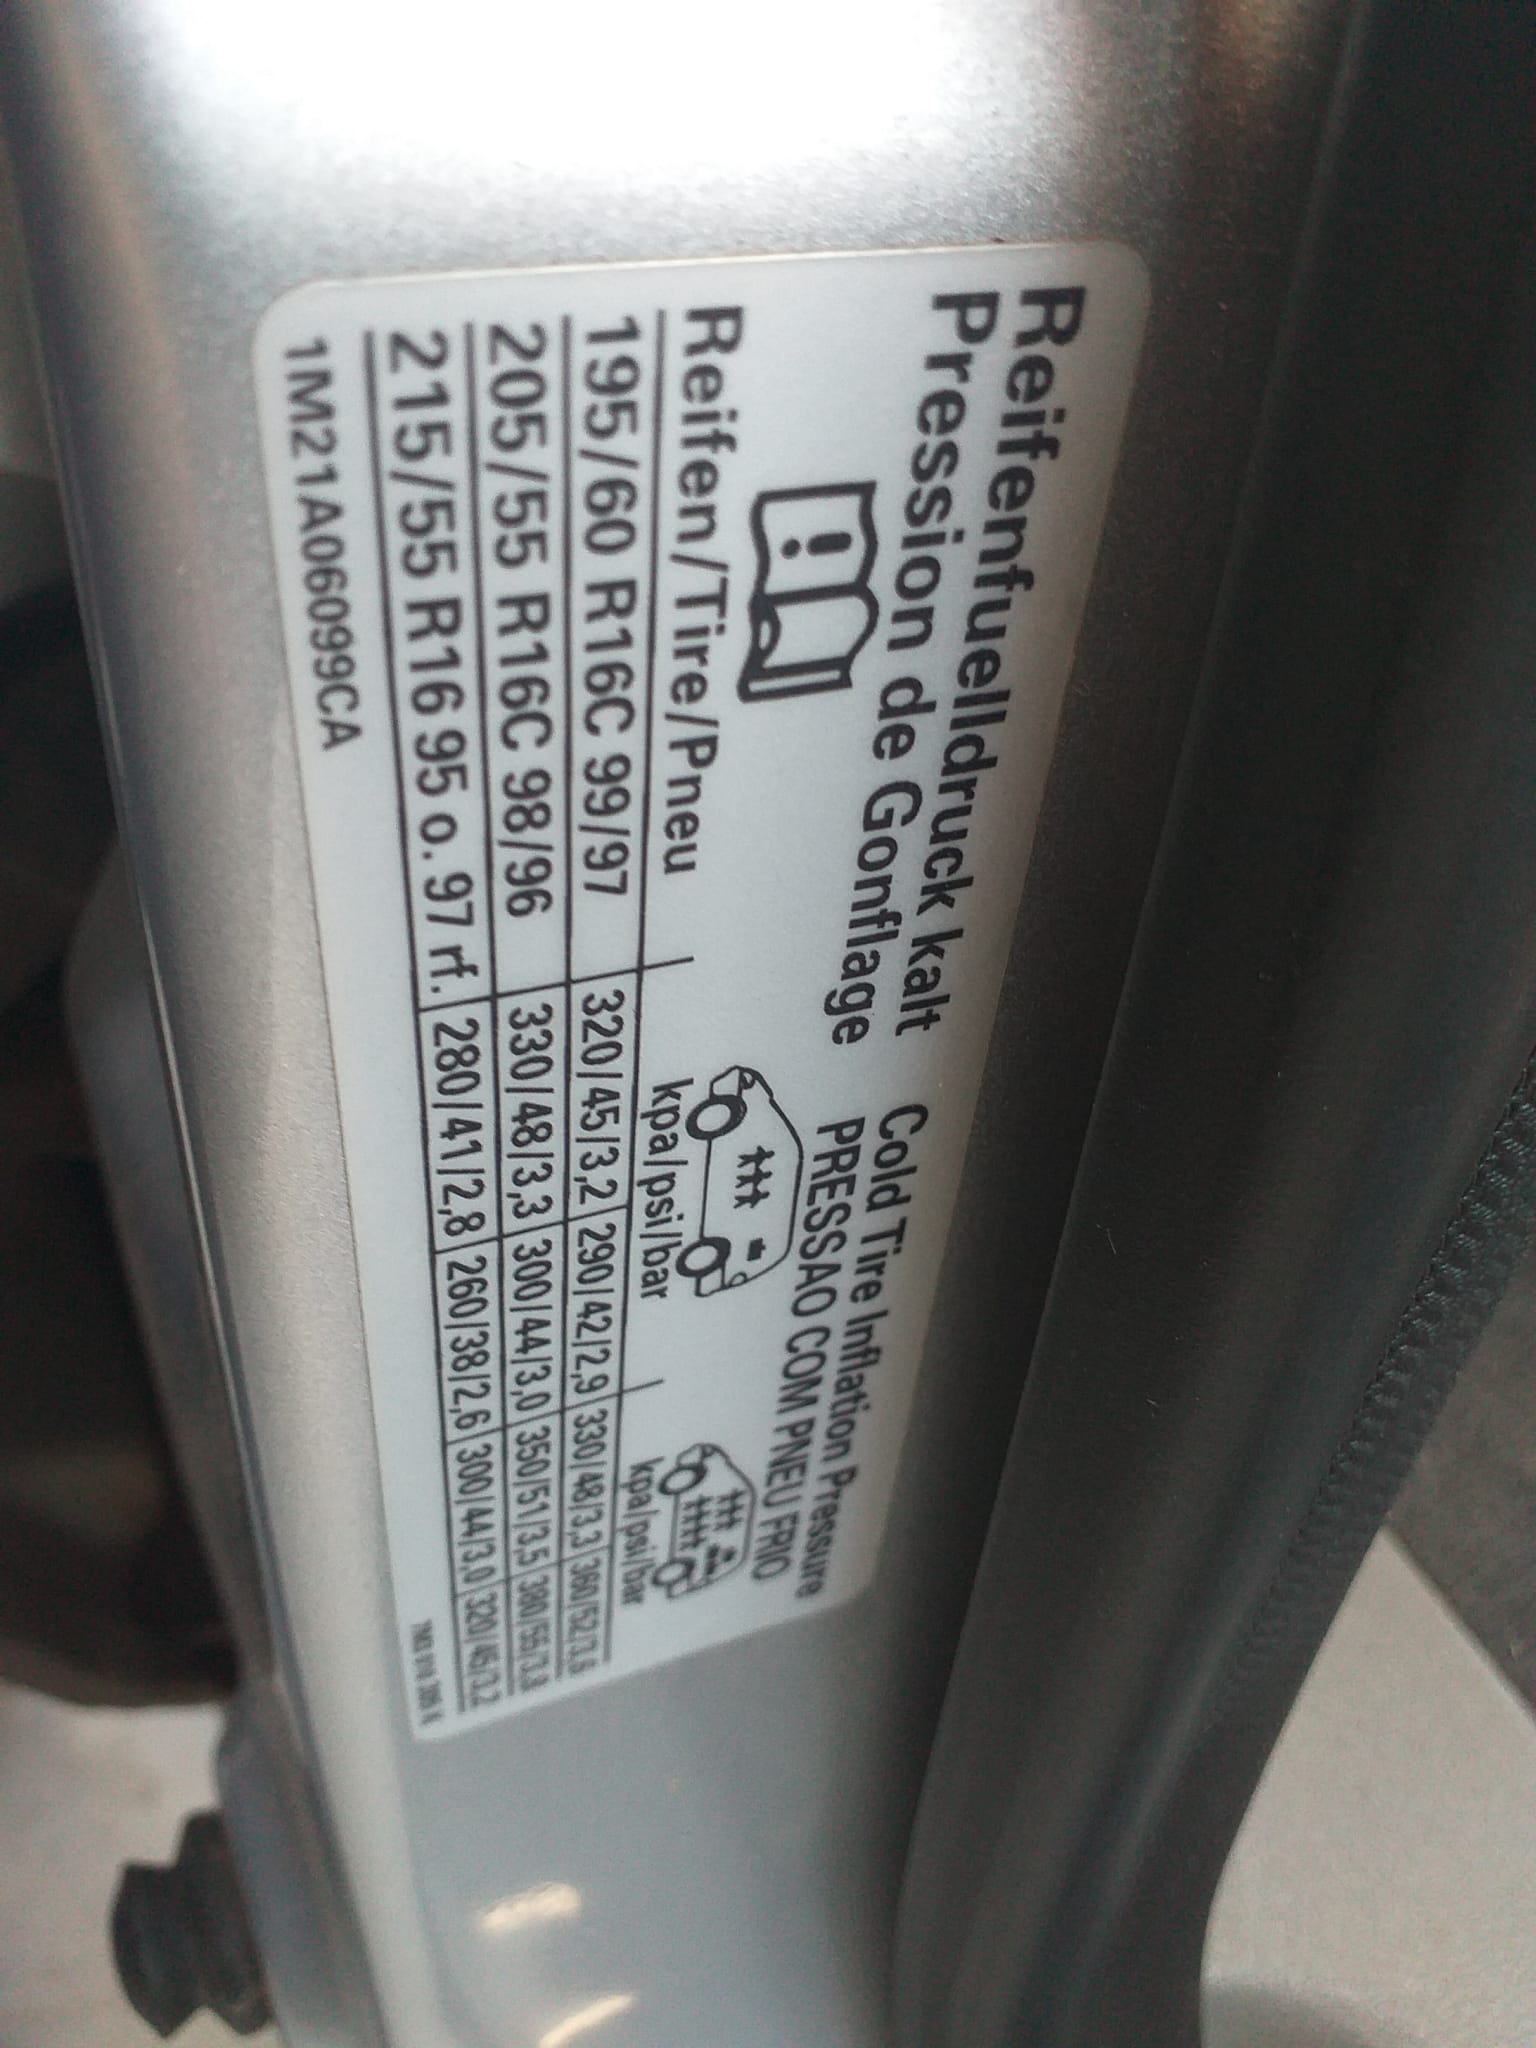 Reifenfuelldruck kalt Cold Tire Inflation Pressure
Pression de Gonflage PRESSAO COM PNEU FRIO
Reifen/Tire/Pneu kpa/psi/bar kpa/psi/bar
195/60 R16C 99/97 320/45/3,2 290/42/2,9 330/48/3,3 360/52/3,6
205/55 R16C 98/96 330/48/3,3 300/44/3,0 350/51/3,5 380/55/3,8
215/55 R16 95 o. 97 rf. 280/41/2,8 260/38/2,6 300/44/3,0 320/45/3,2
1M21A06099CA